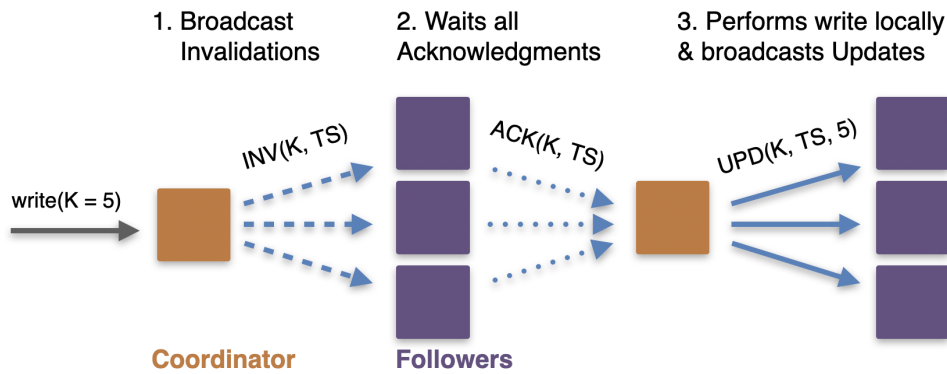 1. Broadcast
Invalidations
2. Waits all
Acknowledgments
3. Performs write locally
& broadcasts Updates
write(K = 5)
INV(K, TS)
ACK(K, TS)
UPD(K, TS, 5)
Coordinator
Followers